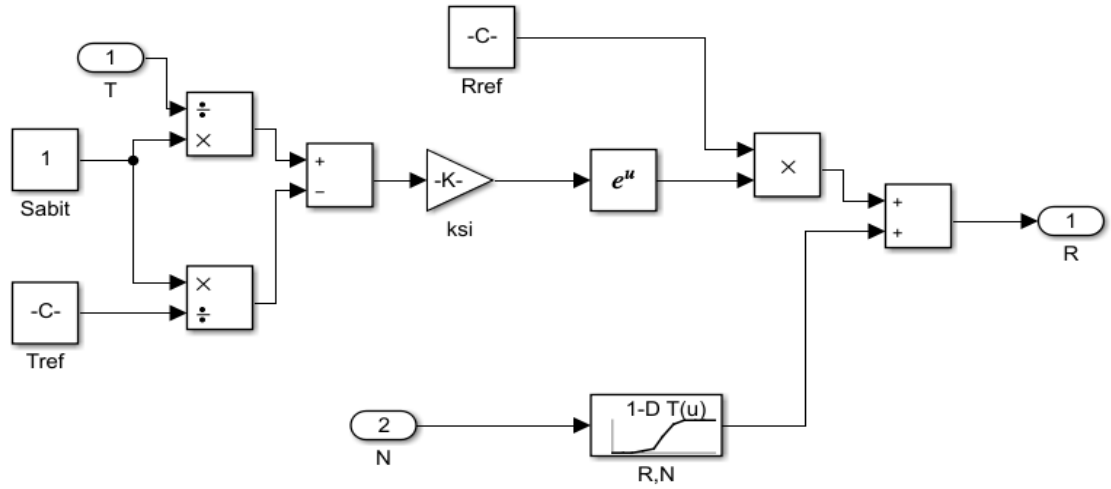 -C-
Rref
1
T
÷
×
1
Sabit
+
−
-K-
ksi
e^u
×
+
+
1
R
×
÷
-C-
Tref
2
N
1-D T(u)
R,N